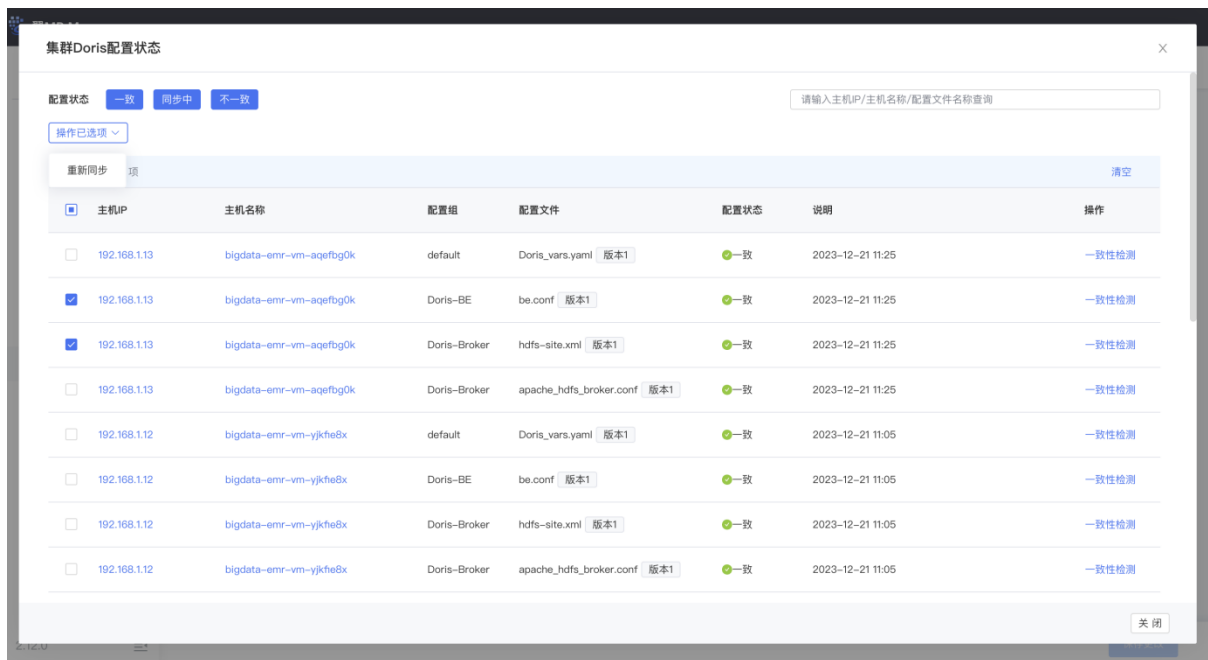 集群Doris配置状态
配置状态 一致 同步中 不一致 请输入主机IP/主机名称/配置文件名称查询
操作已选项
重新同步 项 清空
主机IP 主机名称 配置组 配置文件 配置状态 说明 操作
192.168.1.13 bigdata-emr-vm-aqefbg0k default Doris_vars.yaml 版本1 一致 2023-12-21 11:25 一致性检测
192.168.1.13 bigdata-emr-vm-aqefbg0k Doris-BE be.conf 版本1 一致 2023-12-21 11:25 一致性检测
192.168.1.13 bigdata-emr-vm-aqefbg0k Doris-Broker hdfs-site.xml 版本1 一致 2023-12-21 11:25 一致性检测
192.168.1.13 bigdata-emr-vm-aqefbg0k Doris-Broker apache_hdfs_broker.conf 版本1 一致 2023-12-21 11:25 一致性检测
192.168.1.12 bigdata-emr-vm-yjkfie8x default Doris_vars.yaml 版本1 一致 2023-12-21 11:05 一致性检测
192.168.1.12 bigdata-emr-vm-yjkfie8x Doris-BE be.conf 版本1 一致 2023-12-21 11:05 一致性检测
192.168.1.12 bigdata-emr-vm-yjkfie8x Doris-Broker hdfs-site.xml 版本1 一致 2023-12-21 11:05 一致性检测
192.168.1.12 bigdata-emr-vm-yjkfie8x Doris-Broker apache_hdfs_broker.conf 版本1 一致 2023-12-21 11:05 一致性检测
关 闭
2.12.0